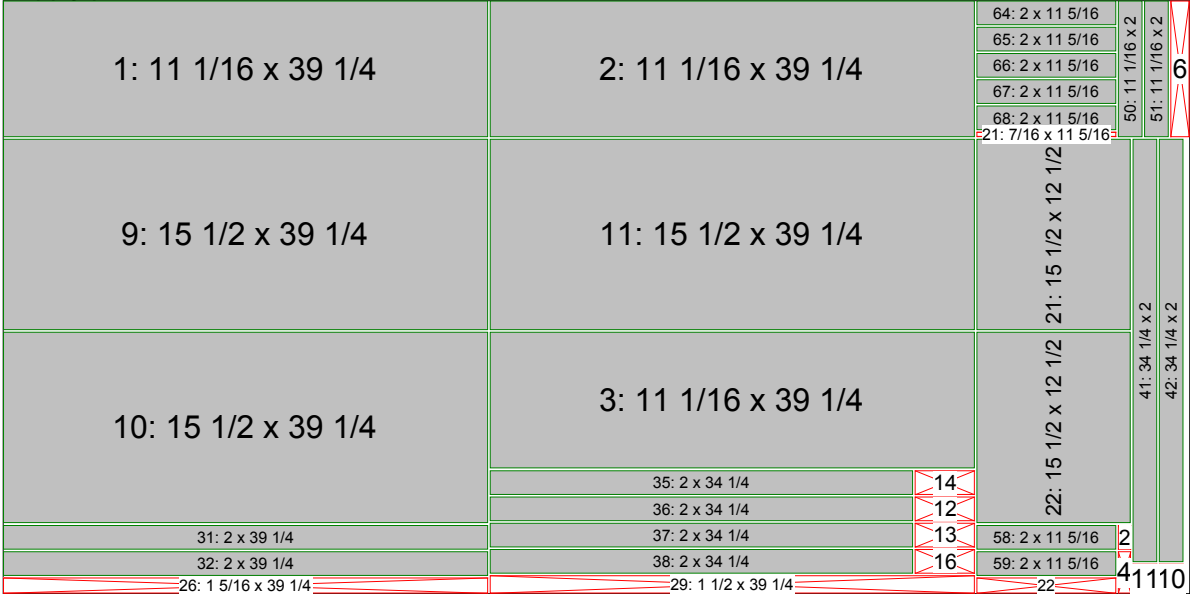 1: 11 1/16 x 39 1/4
2: 11 1/16 x 39 1/4
64: 2 x 11 5/16
65: 2 x 11 5/16
66: 2 x 11 5/16
67: 2 x 11 5/16
68: 2 x 11 5/16
21: 7/16 x 11 5/16
50: 11 1/16 x 2
51: 11 1/16 x 2
6
9: 15 1/2 x 39 1/4
11: 15 1/2 x 39 1/4
21: 15 1/2 x 12 1/2
41: 34 1/4 x 2
42: 34 1/4 x 2
10: 15 1/2 x 39 1/4
3: 11 1/16 x 39 1/4
22: 15 1/2 x 12 1/2
35: 2 x 34 1/4
14
36: 2 x 34 1/4
12
31: 2 x 39 1/4
37: 2 x 34 1/4
13
58: 2 x 11 5/16
2
32: 2 x 39 1/4
38: 2 x 34 1/4
16
59: 2 x 11 5/16
4
26: 1 5/16 x 39 1/4
29: 1 1/2 x 39 1/4
22
11
10